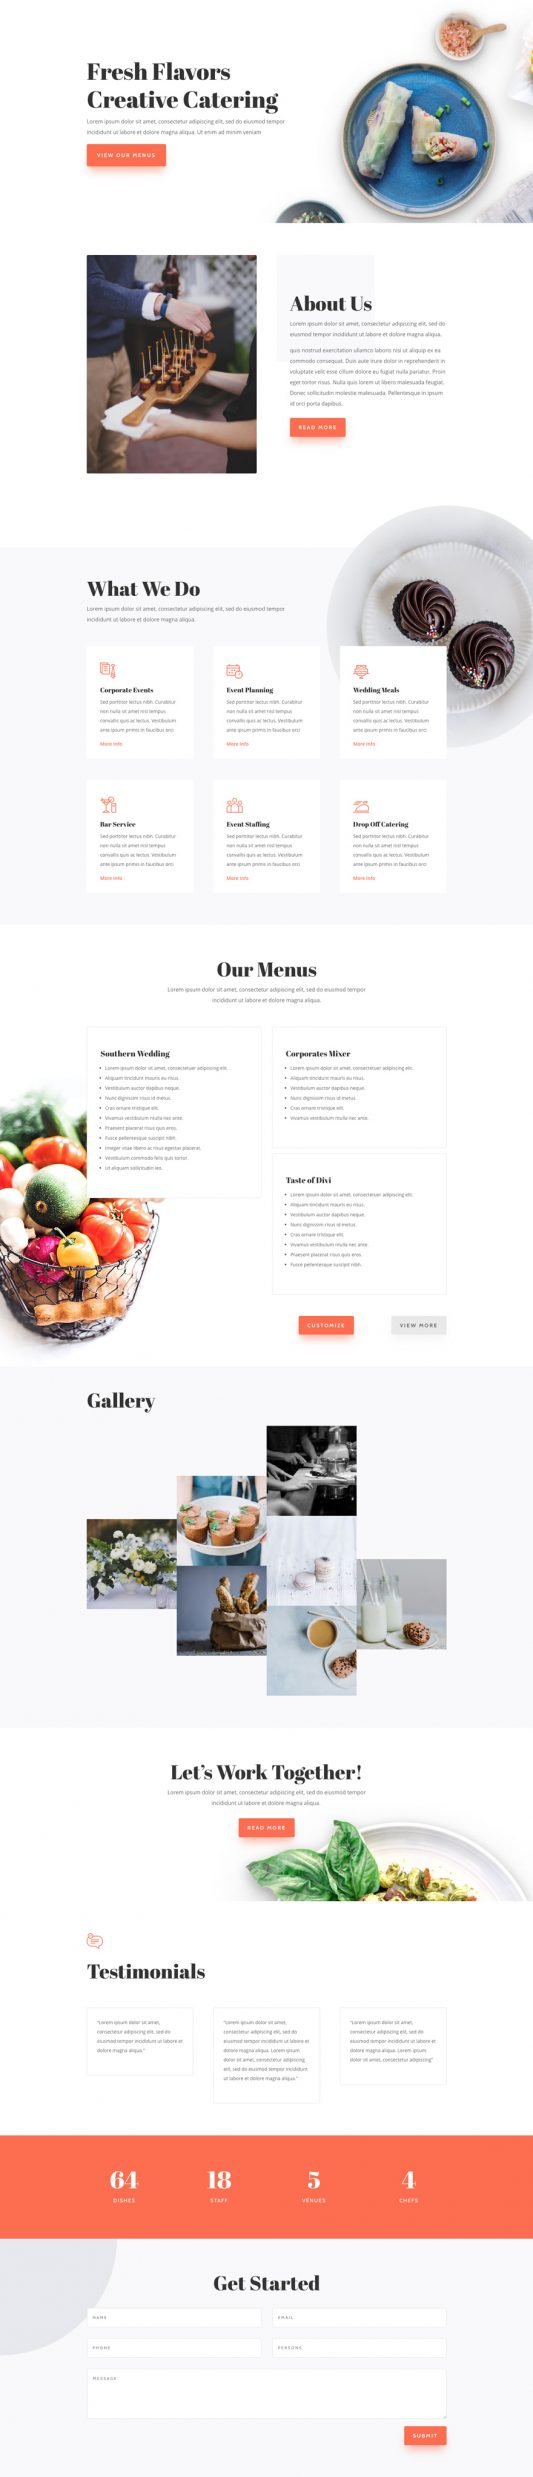 Fresh Flavors
Creative Catering
Lorem ipsum dolor sit amet, consectetur adipiscing elit, sed do eiusmod tempor
incididunt ut labore et dolore magna aliqua. Ut enim ad minim veniam
VIEW OUR MENUS
About Us
Lorem ipsum dolor sit amet, consectetur adipiscing elit, sed do
eiusmod tempor incididunt ut labore et dolore magna aliqua.
quis nostrud exercitation ullamco laboris nisi ut aliquip ex ea
commodo consequat. Duis aute irure dolor in reprehenderit in
voluptate velit esse cillum dolore eu fugiat nulla pariatur. Proin
eget tortor risus. Nulla quis lorem ut libero malesuada feugiat.
Donec sollicitudin molestie malesuada. Pellentesque in ipsum
id orci porta dapibus.
READ MORE
What We Do
Lorem ipsum dolor sit amet, consectetur adipiscing elit, sed do eiusmod tempor
incididunt ut labore et dolore magna aliqua.
Corporate Events
Sed porttitor lectus nibh. Curabitur
non nulla sit amet nisl tempus
convallis quis ac lectus. Vestibulum
ante ipsum primis in faucibus orci
More Info
Event Planning
Sed porttitor lectus nibh. Curabitur
non nulla sit amet nisl tempus
convallis quis ac lectus. Vestibulum
ante ipsum primis in faucibus orci
More Info
Wedding Meals
Sed porttitor lectus nibh. Curabitur
non nulla sit amet nisl tempus
convallis quis ac lectus. Vestibulum
ante ipsum primis in faucibus orci
More Info
Bar Service
Sed porttitor lectus nibh. Curabitur
non nulla sit amet nisl tempus
convallis quis ac lectus. Vestibulum
ante ipsum primis in faucibus orci
More Info
Event Staffing
Sed porttitor lectus nibh. Curabitur
non nulla sit amet nisl tempus
convallis quis ac lectus. Vestibulum
ante ipsum primis in faucibus orci
More Info
Drop Off Catering
Sed porttitor lectus nibh. Curabitur
non nulla sit amet nisl tempus
convallis quis ac lectus. Vestibulum
ante ipsum primis in faucibus orci
More Info
Our Menus
Lorem ipsum dolor sit amet, consectetur adipiscing elit, sed do eiusmod tempor
incididunt ut labore et dolore magna aliqua.
Southern Wedding
Lorem ipsum dolor sit amet, consectetuer adipiscing elit.
Aliquam tincidunt mauris eu risus.
Vestibulum auctor dapibus neque.
Nunc dignissim risus id metus.
Cras ornare tristique elit.
Vivamus vestibulum ntulla nec ante.
Praesent placerat risus quis eros.
Fusce pellentesque suscipit nibh.
Integer vitae libero ac risus egestas placerat.
Vestibulum commodo felis quis tortor.
Ut aliquam sollicitudin leo.
Corporates Mixer
Lorem ipsum dolor sit amet, consectetuer adipiscing elit.
Aliquam tincidunt mauris eu risus.
Vestibulum auctor dapibus neque.
Nunc dignissim risus id metus.
Cras ornare tristique elit.
Vivamus vestibulum ntulla nec ante.
Taste of Divi
Lorem ipsum dolor sit amet, consectetuer adipiscing elit.
Aliquam tincidunt mauris eu risus.
Vestibulum auctor dapibus neque.
Nunc dignissim risus id metus.
Cras ornare tristique elit.
Vivamus vestibulum ntulla nec ante.
Praesent placerat risus quis eros.
Fusce pellentesque suscipit nibh.
CUSTOMIZE
VIEW MORE
Gallery
Let's Work Together!
Lorem ipsum dolor sit amet, consectetur adipiscing elit, sed do eiusmod tempor
incididunt ut labore et dolore magna aliqua.
READ MORE
Testimonials
"Lorem ipsum dolor sit amet,
consectetur adipiscing elit, sed do
eiusmod tempor incididunt ut labore et
dolore magna aliqua."
"Lorem ipsum dolor sit amet,
consectetur adipiscing elit, sed do
eiusmod tempor incididunt ut labore et
dolore magna aliqua. Lorem ipsum
dolor sit amet, consectetur adipiscing
elit, sed do eiusmod tempor incididunt
ut labore et dolore magna aliqua."
"Lorem ipsum dolor sit amet,
consectetur adipiscing elit, sed do
eiusmod tempor incididunt ut labore et
dolore magna aliqua. Lorem ipsum
dolor sit amet, consectetur adipiscing"
64
DISHES
18
STAFF
5
VENUES
4
CHEFS
Get Started
NAME
EMAIL
PHONE
PERSONS
MESSAGE
SUBMIT